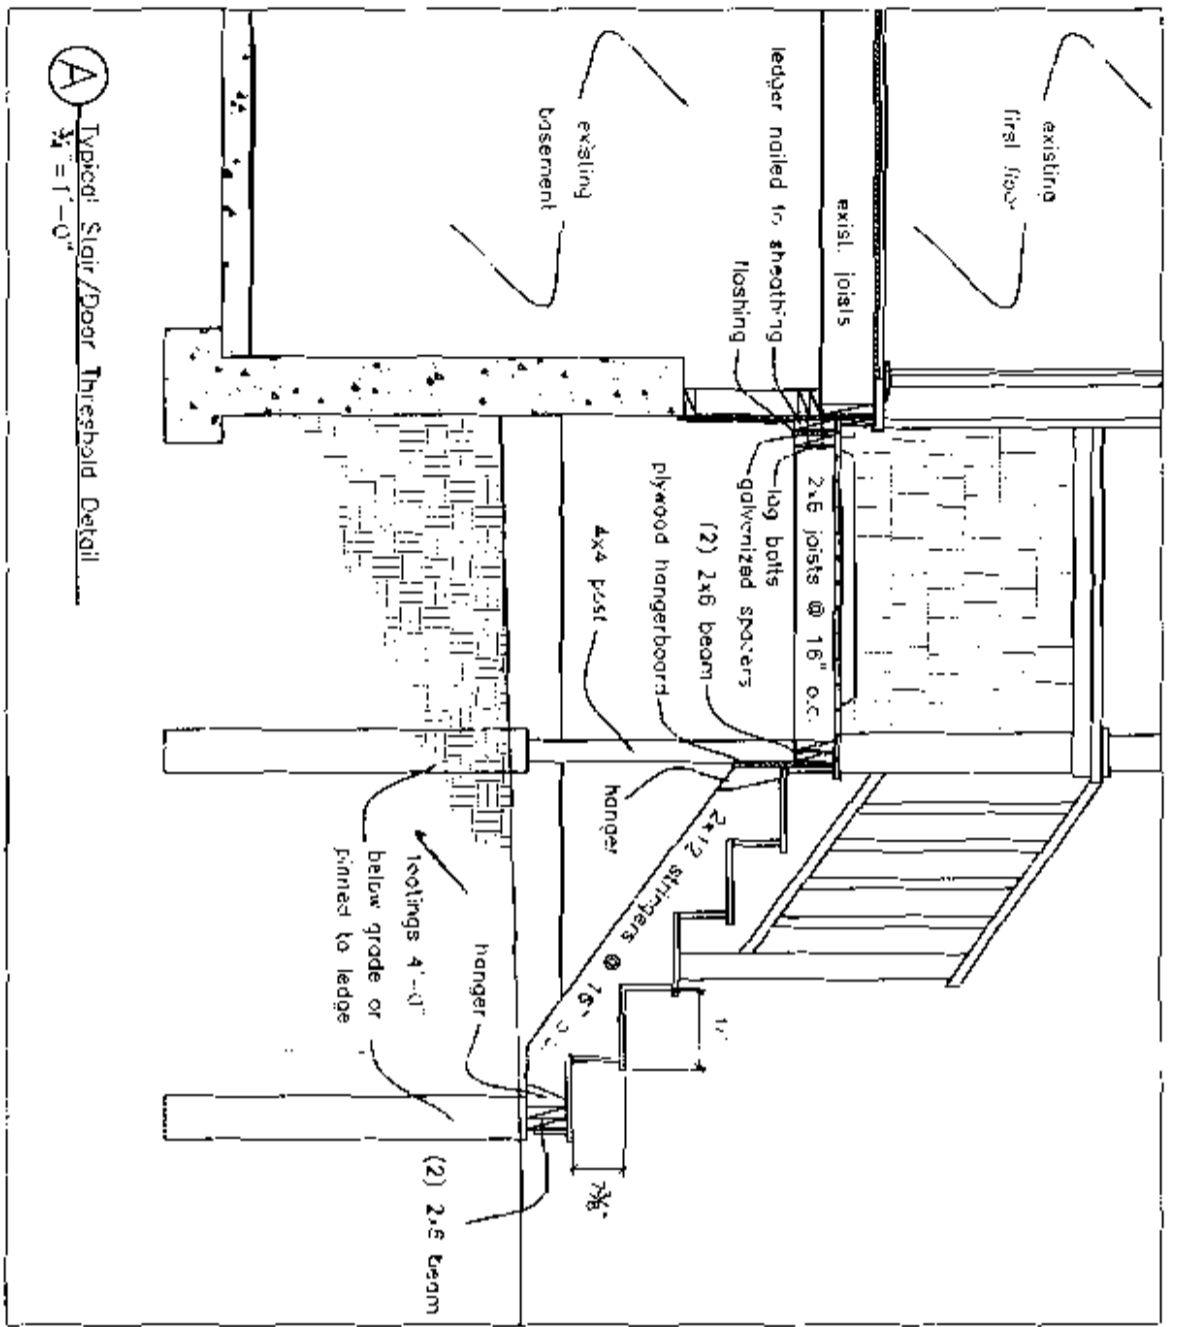 existing
first floor
exist. joists
ledger nailed to sheathing
flashing
existing
basement
2x6 joists @ 16" o.c.
lag bolts
galvanized spacers
(2) 2x6 beam
plywood hangerboard
4x4 post
hanger
2x12 stringers @ 16" o.c.
7⅜"
hanger
footings 4'-0"
below grade or
pinned to ledge
(2) 2x6 beam
A
Typical Stair/Door Threshold Detail
¾"=1'-0"